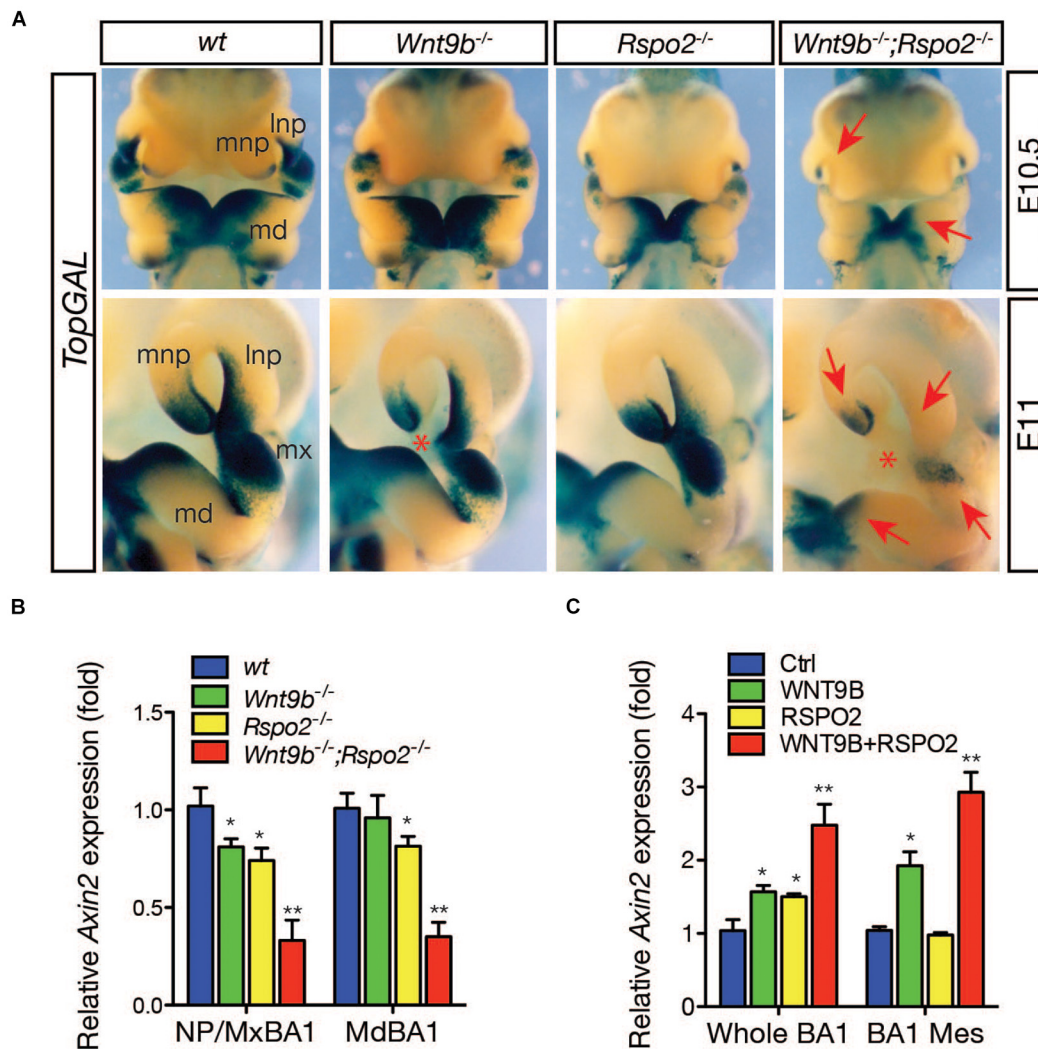 A
wt
Wnt9b-/-
Rspo2-/-
Wnt9b-/-;Rspo2-/-
TopGAL
E10.5
lnp
mnp
md
E11
mnp
lnp
mx
md
*
*
B
Relative Axin2 expression (fold)
wt
Wnt9b-/-
Rspo2-/-
Wnt9b-/-;Rspo2-/-
1.5
1.0
0.5
0.0
* * **
* **
NP/MxBA1 MdBA1
C
Relative Axin2 expression (fold)
Ctrl
WNT9B
RSPO2
WNT9B+RSPO2
4
3
2
1
0
* * **
* **
Whole BA1 BA1 Mes